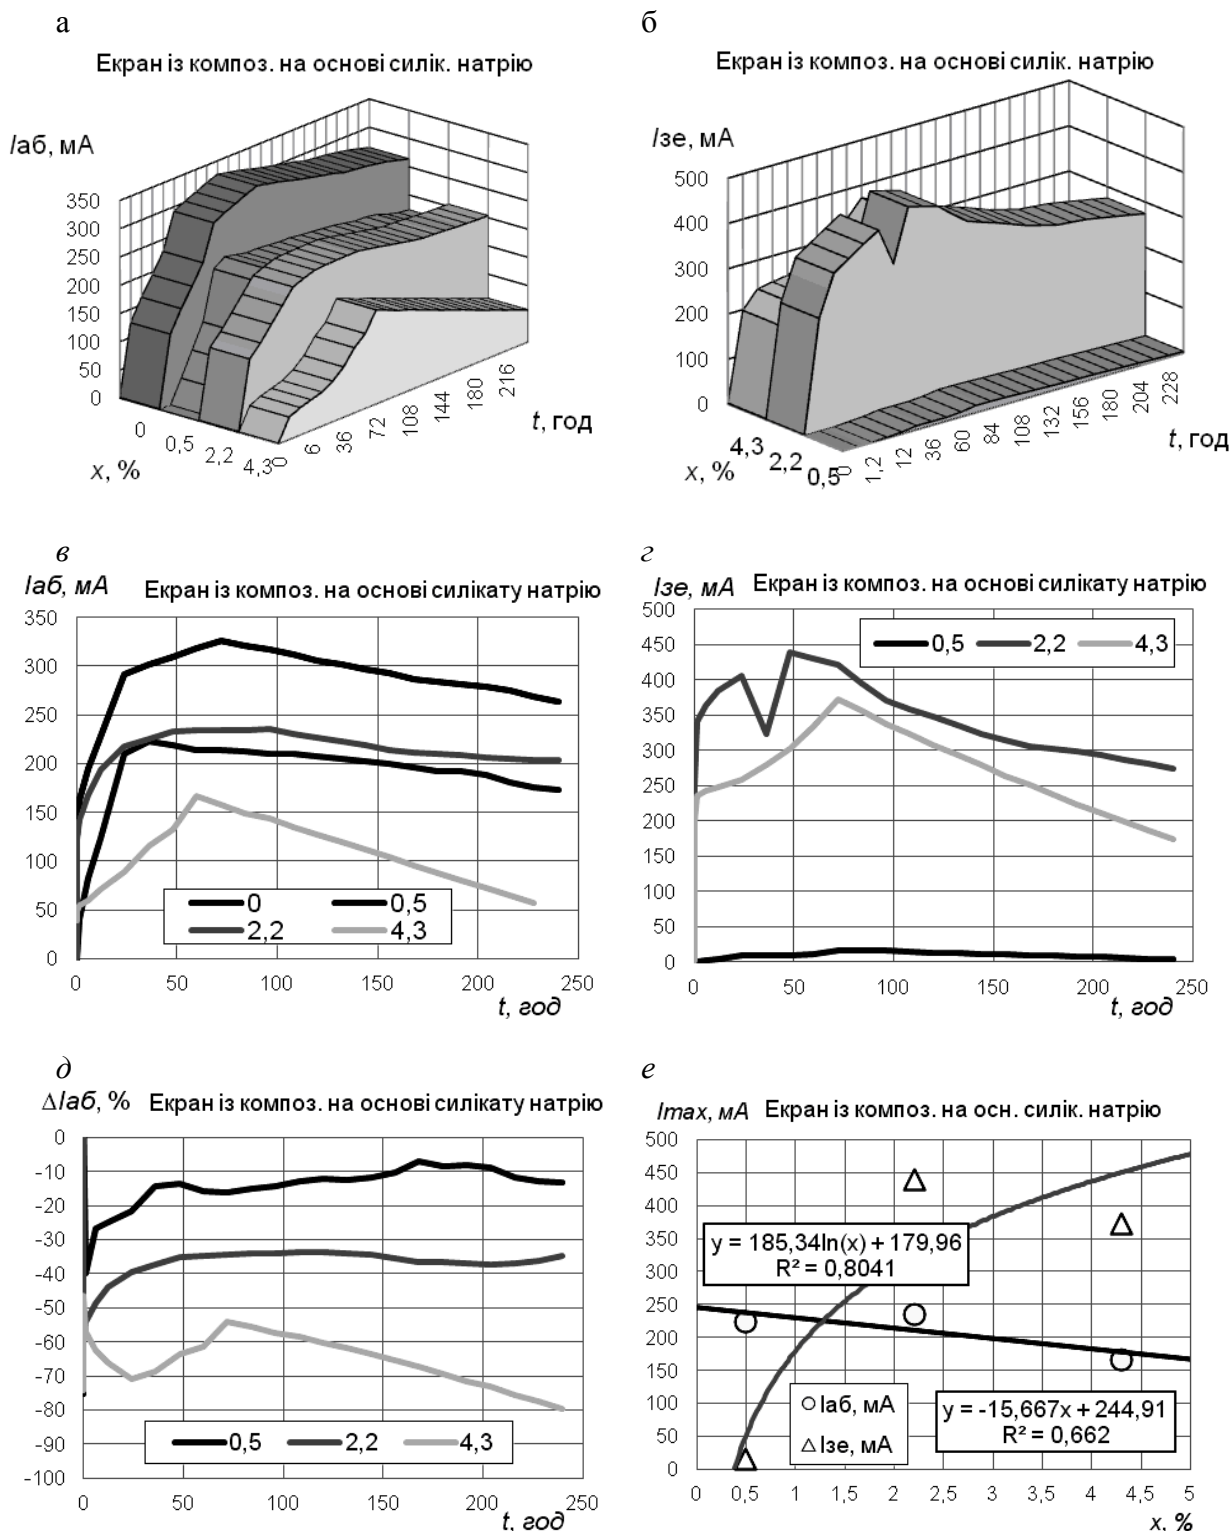 а
Екран із композ. на основі силік. натрію
Iаб, мА
350
300
250
200
150
100
50
0
0
0,5
2,2
4,3
x, %
0
6
36
72
108
144
180
216
t, год
б
Екран із композ. на основі силік. натрію
Iзе, мА
500
400
300
200
100
0
4,3
2,2
0,5
x, %
0
1,2
12
36
60
84
108
132
156
180
204
228
t, год
в
Iаб, мА
Екран із композ. на основі силікату натрію
350
300
250
200
150
100
50
0
0 0,5
2,2 4,3
0 50 100 150 200 250
t, год
г
Iзе, мА
Екран із композ. на основі силікату натрію
500
450
400
350
300
250
200
150
100
50
0
0,5 2,2 4,3
0 50 100 150 200 250
t, год
д
ΔIаб, %
Екран із композ. на основі силікату натрію
0
-10
-20
-30
-40
-50
-60
-70
-80
-90
-100
0,5 2,2 4,3
0 50 100 150 200 250
t, год
е
Imax, мА
Екран із композ. на осн. силік. натрію
500
450
400
350
300
250
200
150
100
50
0
y = 185,34ln(x) + 179,96
R² = 0,8041
Iаб, мА
Iзе, мА
y = -15,667x + 244,91
R² = 0,662
0 0,5 1 1,5 2 2,5 3 3,5 4 4,5 5
x, %